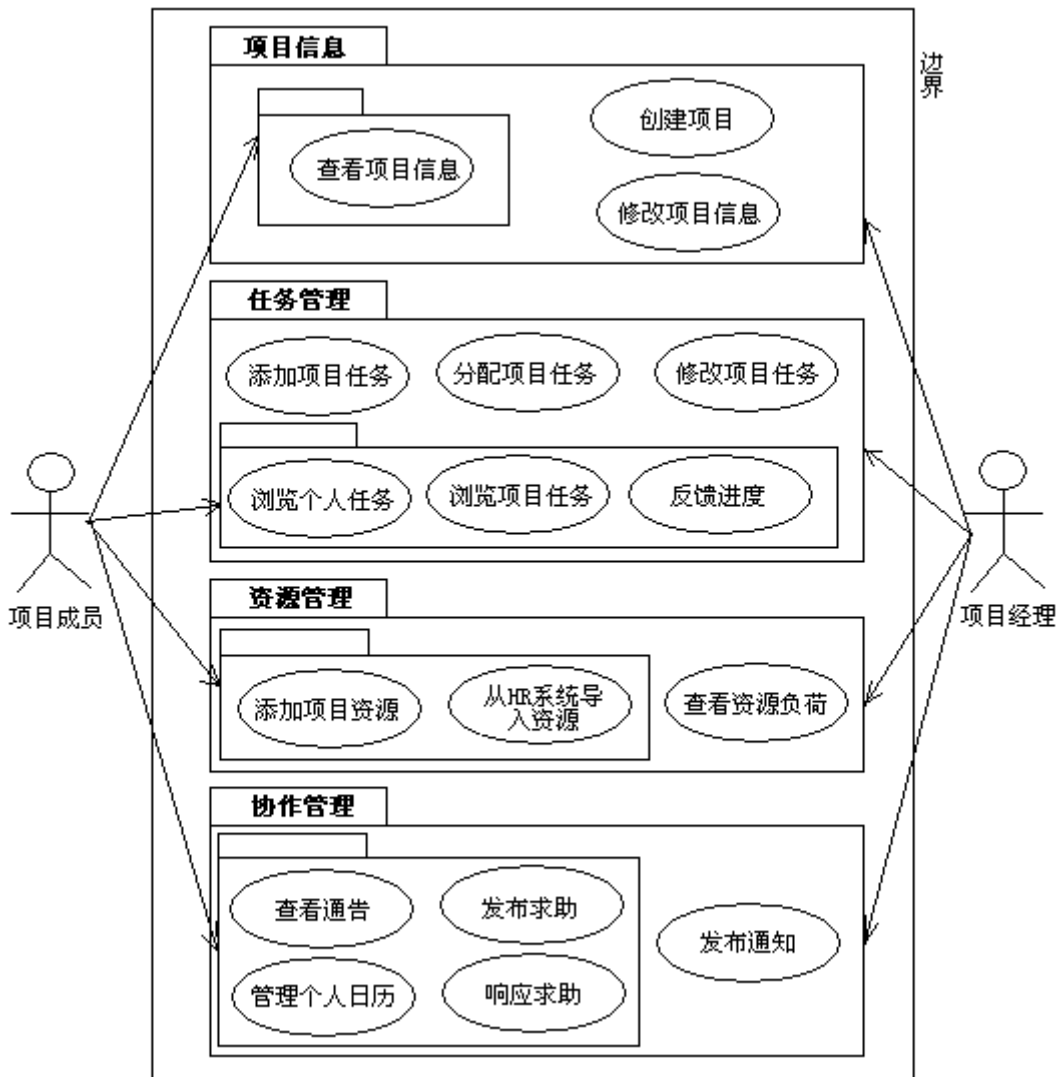 项目信息
边
界
创建项目
查看项目信息
修改项目信息
任务管理
添加项目任务
分配项目任务
修改项目任务
浏览个人任务
浏览项目任务
反馈进度
项目成员
项目经理
资源管理
添加项目资源
从HR系统导
入资源
查看资源负荷
协作管理
查看通告
发布求助
发布通知
管理个人日历
响应求助